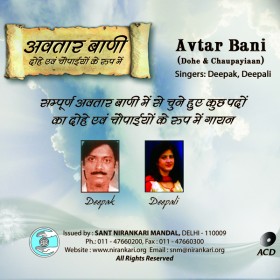 अवतार बाणी
दोहे एवं चौपाईयों के रूप में
Avtar Bani
(Dohe & Chaupayiaan)
Singers: Deepak, Deepali
सम्पूर्ण अवतार बाणी में से चुने हुए कुछ पदों
का दोहे एवं चौपाईयों के रूप में गायन
Deepak
Deepali
Issued by : SANT NIRANKARI MANDAL, DELHI - 110009
Ph.: 011 - 47660200, Fax : 011 - 47660300
Website : www.nirankari.org Email : snm@nirankari.org
All Rights Reserved
ACD